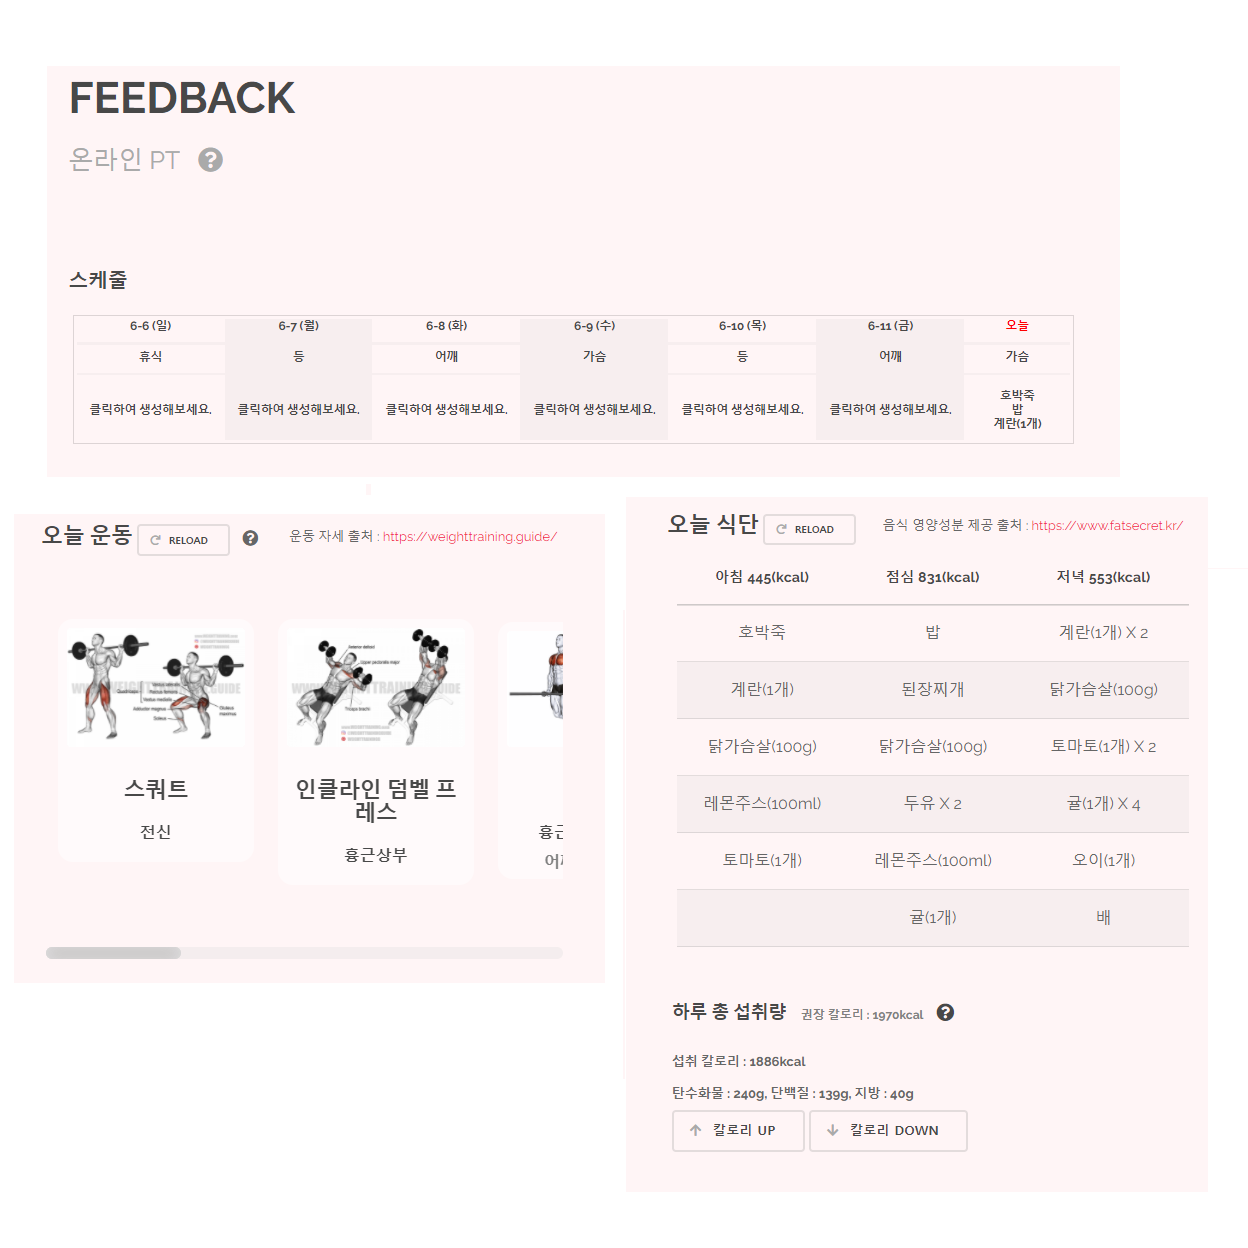 FEEDBACK
온라인 PT
스케줄
6-6 (일) 6-7 (월) 6-8 (화) 6-9 (수) 6-10 (목) 6-11 (금) 오늘
휴식 등 어깨 가슴 등 어깨 가슴
클릭하여 생성해보세요. 클릭하여 생성해보세요. 클릭하여 생성해보세요. 클릭하여 생성해보세요. 클릭하여 생성해보세요. 클릭하여 생성해보세요. 호박죽
밥
계란(1개)
오늘 운동 RELOAD 운동 자세 출처 : https://weighttraining.guide/
스쿼트
전신
인클라인 덤벨 프
레스
흉근상부
오늘 식단 RELOAD 음식 영양성분 제공 출처 : https://www.fatsecret.kr/
아침 445(kcal) 점심 831(kcal) 저녁 553(kcal)
호박죽 밥 계란(1개) X 2
계란(1개) 된장찌개 닭가슴살(100g)
닭가슴살(100g) 닭가슴살(100g) 토마토(1개) X 2
레몬주스(100ml) 두유 X 2 귤(1개) X 4
토마토(1개) 레몬주스(100ml) 오이(1개)
귤(1개) 배
하루 총 섭취량 권장 칼로리 : 1970kcal
섭취 칼로리 : 1886kcal
탄수화물 : 240g, 단백질 : 139g, 지방 : 40g
칼로리 UP 칼로리 DOWN